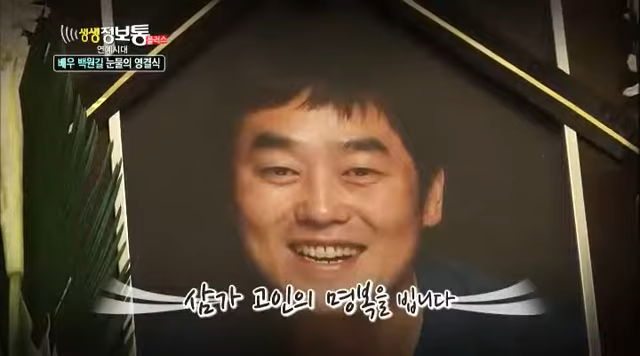 생생정보통
플러스
연예시대
배우 백원길 눈물의 영결식
삼가 고인의 명복을 빕니다